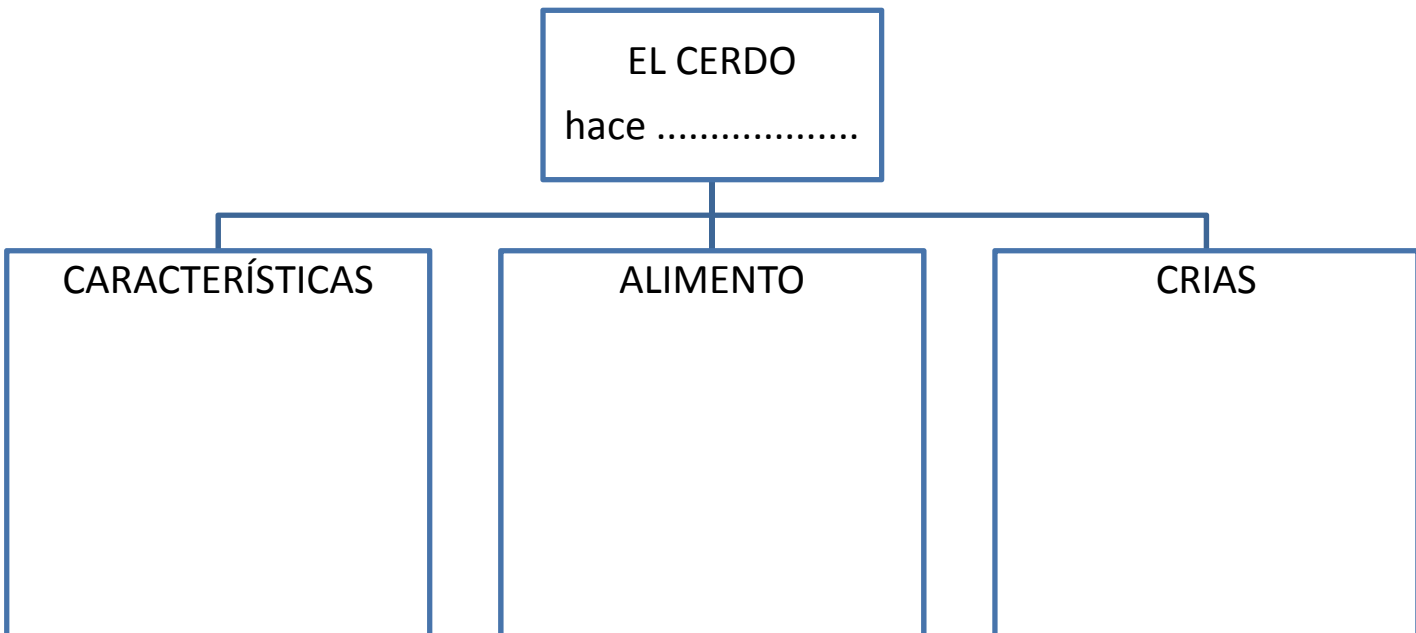 EL CERDO
hace ...................
CARACTERÍSTICAS
ALIMENTO
CRIAS